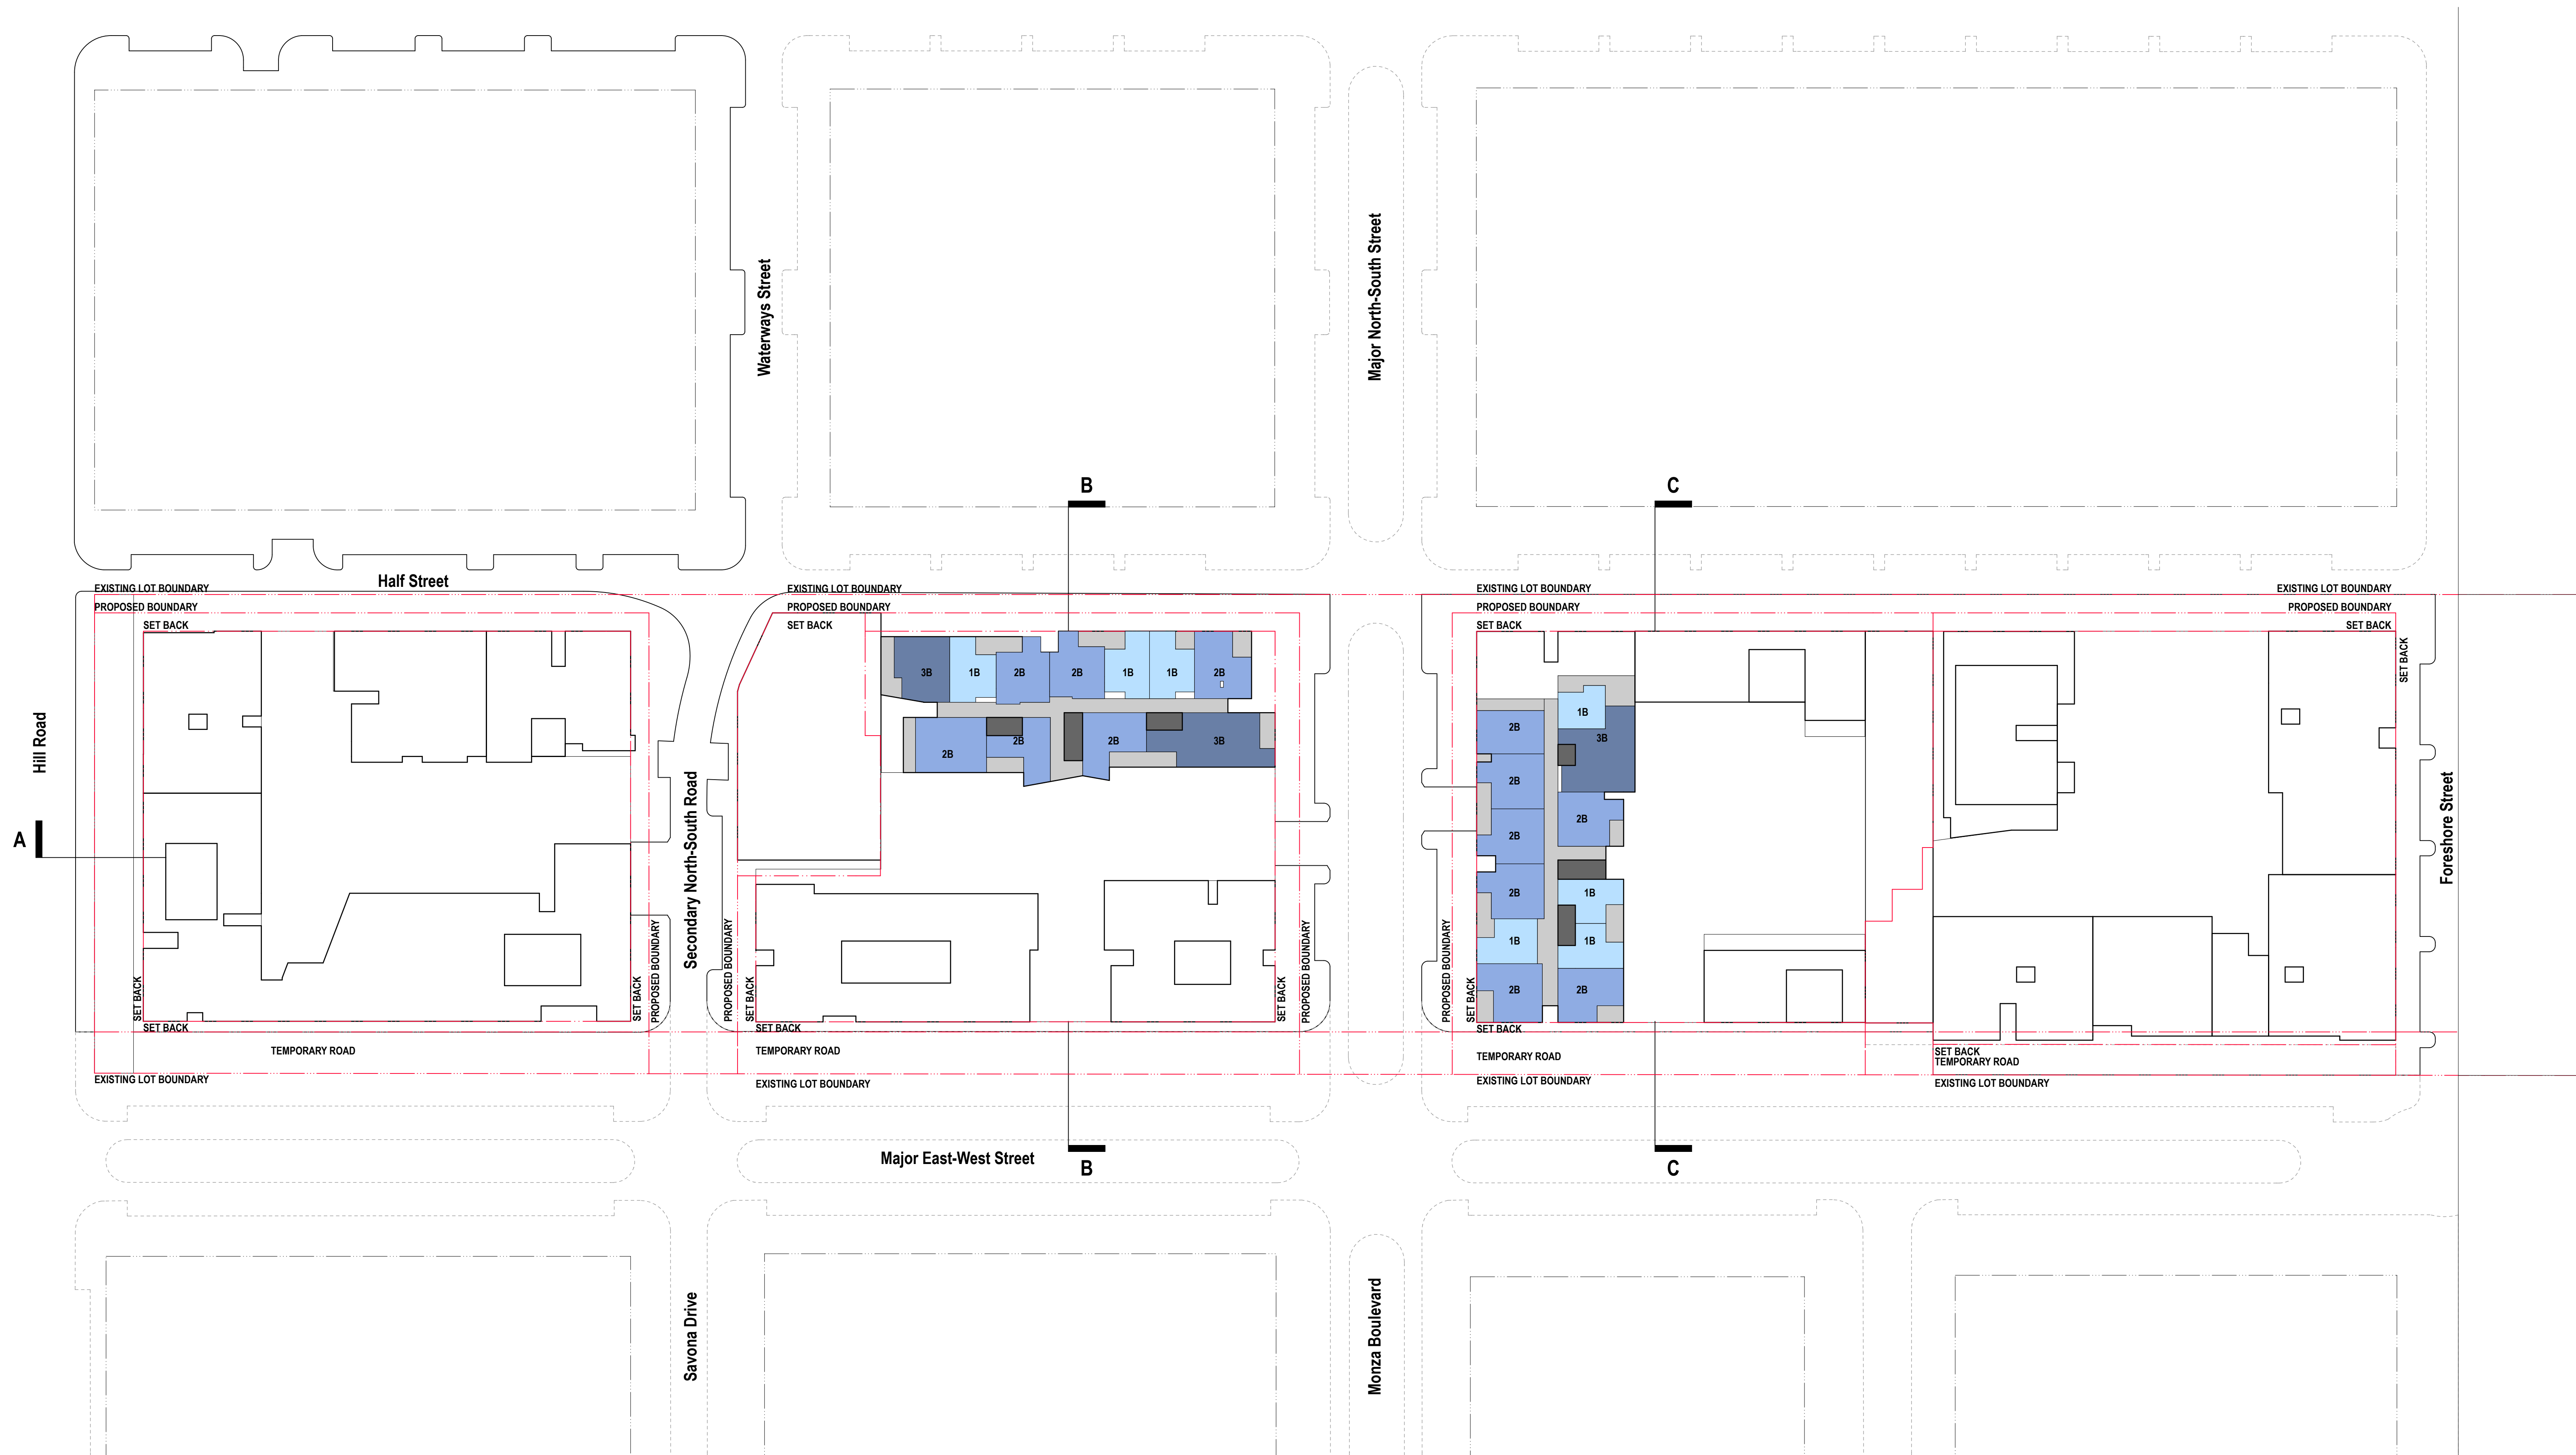 Waterways Street
Major North-South Street
B
C
Half Street
EXISTING LOT BOUNDARY
PROPOSED BOUNDARY
SET BACK
EXISTING LOT BOUNDARY
PROPOSED BOUNDARY
SET BACK
EXISTING LOT BOUNDARY
PROPOSED BOUNDARY
SET BACK
EXISTING LOT BOUNDARY
PROPOSED BOUNDARY
SET BACK
SET BACK
Hill Road
A
SET BACK
SET BACK
PROPOSED BOUNDARY
Secondary North-South Road
PROPOSED BOUNDARY
SET BACK
3B
1B
2B
2B
1B
1B
2B
2B
2B
2B
3B
SET BACK
PROPOSED BOUNDARY
PROPOSED BOUNDARY
SET BACK
2B
2B
2B
2B
1B
2B
1B
3B
2B
1B
1B
2B
Foreshore Street
SET BACK
TEMPORARY ROAD
EXISTING LOT BOUNDARY
SET BACK
TEMPORARY ROAD
EXISTING LOT BOUNDARY
SET BACK
TEMPORARY ROAD
EXISTING LOT BOUNDARY
SET BACK
TEMPORARY ROAD
EXISTING LOT BOUNDARY
Major East-West Street
B
C
Savona Drive
Monza Boulevard